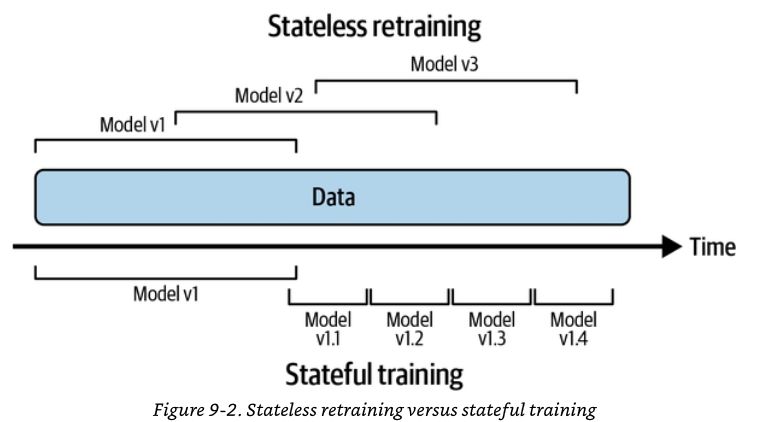 Stateless retraining
Model v3
Model v2
Model v1
Data
Time
Model v1
Model
v1.1
Model
v1.2
Model
v1.3
Model
v1.4
Stateful training
Figure 9-2. Stateless retraining versus stateful training